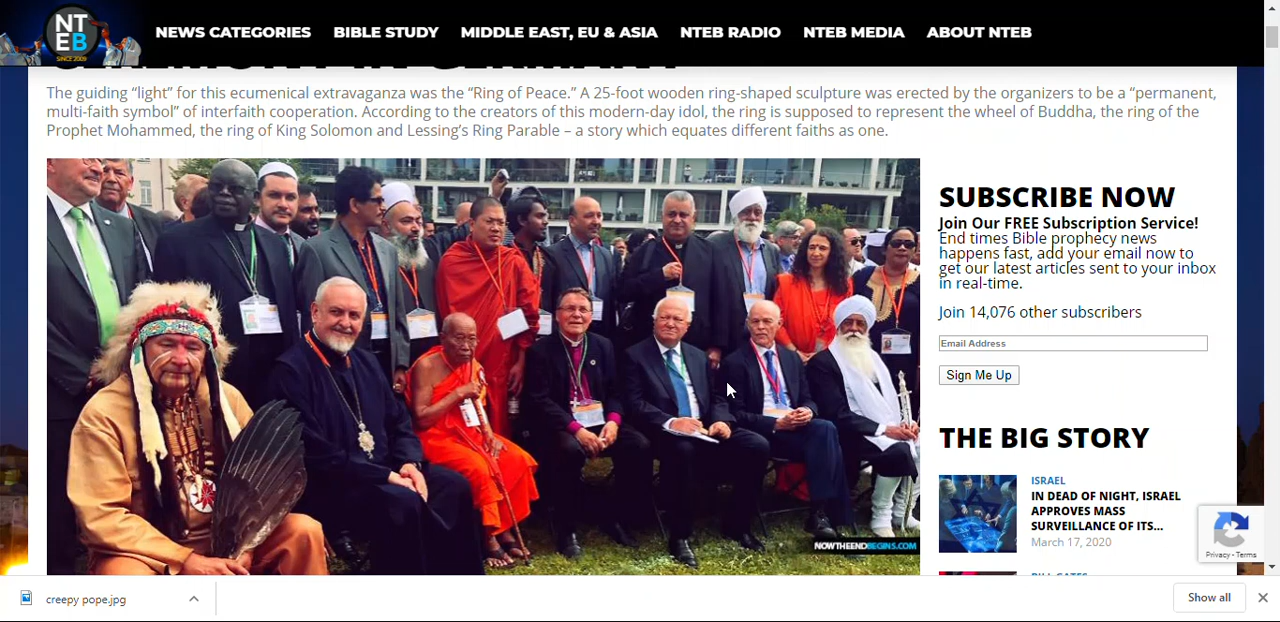 NT
EB
SINCE 2009
NEWS CATEGORIES BIBLE STUDY MIDDLE EAST, EU & ASIA NTEB RADIO NTEB MEDIA ABOUT NTEB
The guiding “light” for this ecumenical extravaganza was the “Ring of Peace.” A 25-foot wooden ring-shaped sculpture was erected by the organizers to be a “permanent,
multi-faith symbol” of interfaith cooperation. According to the creators of this modern-day idol, the ring is supposed to represent the wheel of Buddha, the ring of the
Prophet Mohammed, the ring of King Solomon and Lessing’s Ring Parable – a story which equates different faiths as one.
NOWTHEENDBEGINS.COM
SUBSCRIBE NOW
Join Our FREE Subscription Service!
End times Bible prophecy news
happens fast, add your email now to
get our latest articles sent to your inbox
in real-time.
Join 14,076 other subscribers
Email Address
Sign Me Up
THE BIG STORY
ISRAEL
IN DEAD OF NIGHT, ISRAEL
APPROVES MASS
SURVEILLANCE OF ITS...
March 17, 2020
Privacy - Terms
creepy pope.jpg
Show all